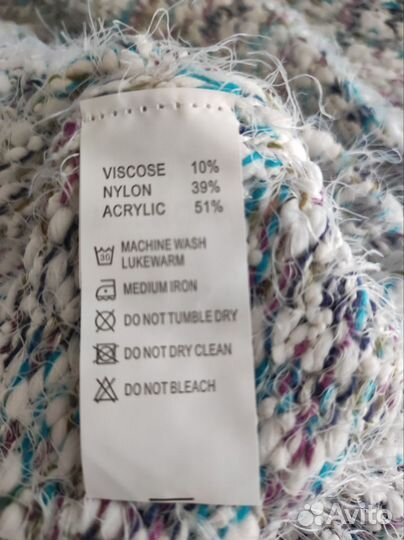 VISCOSE 10%
NYLON 39%
ACRYLIC 51%
30
MACHINE WASH
LUKEWARM
MEDIUM IRON
DO NOT TUMBLE DRY
DO NOT DRY CLEAN
DO NOT BLEACH
Avito